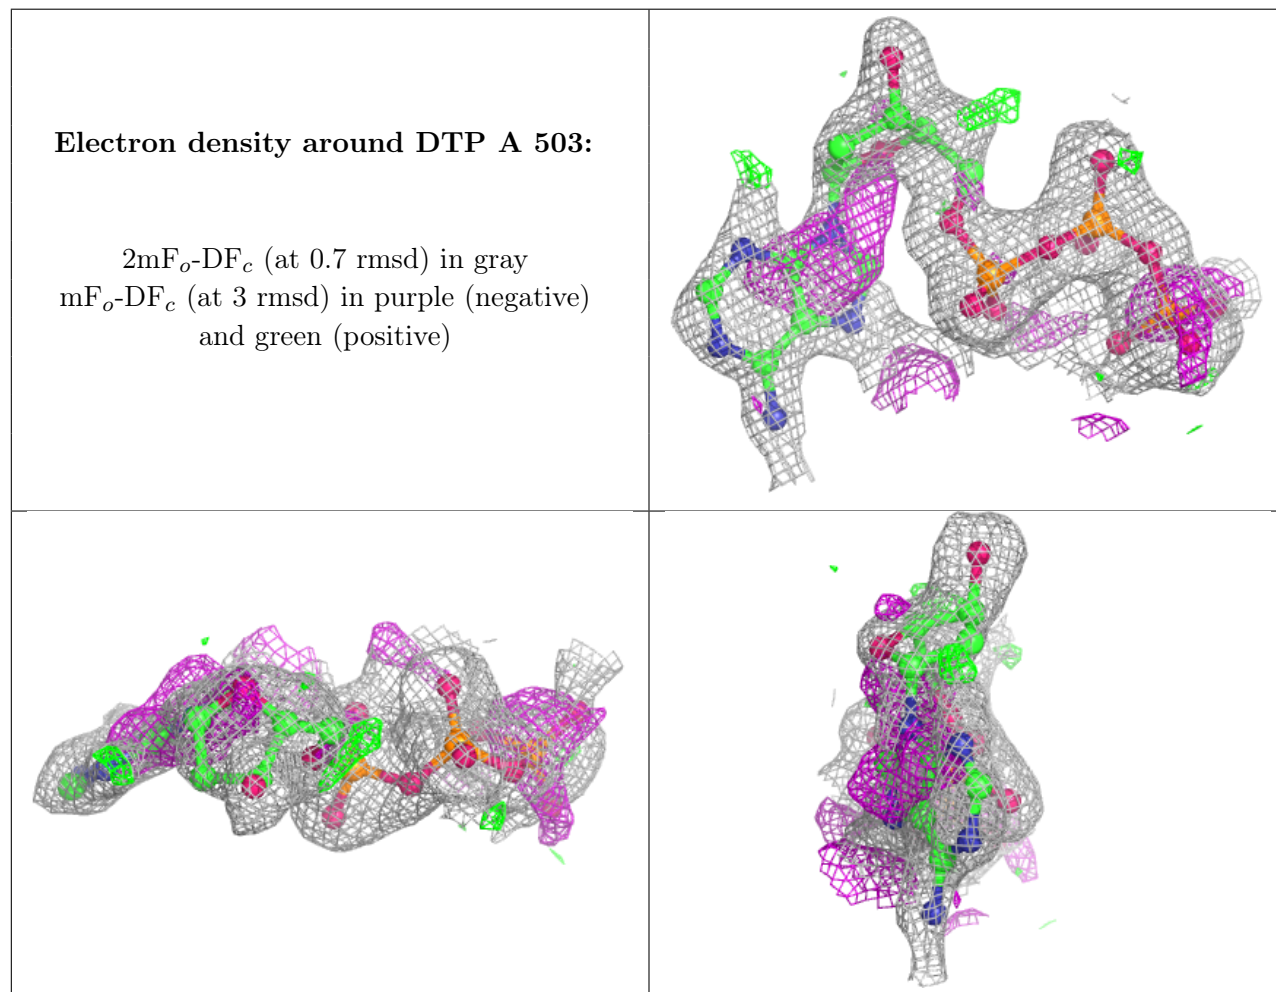 Electron density around DTP A 503:
2mFo-DFc (at 0.7 rmsd) in gray
mFo-DFc (at 3 rmsd) in purple (negative)
and green (positive)